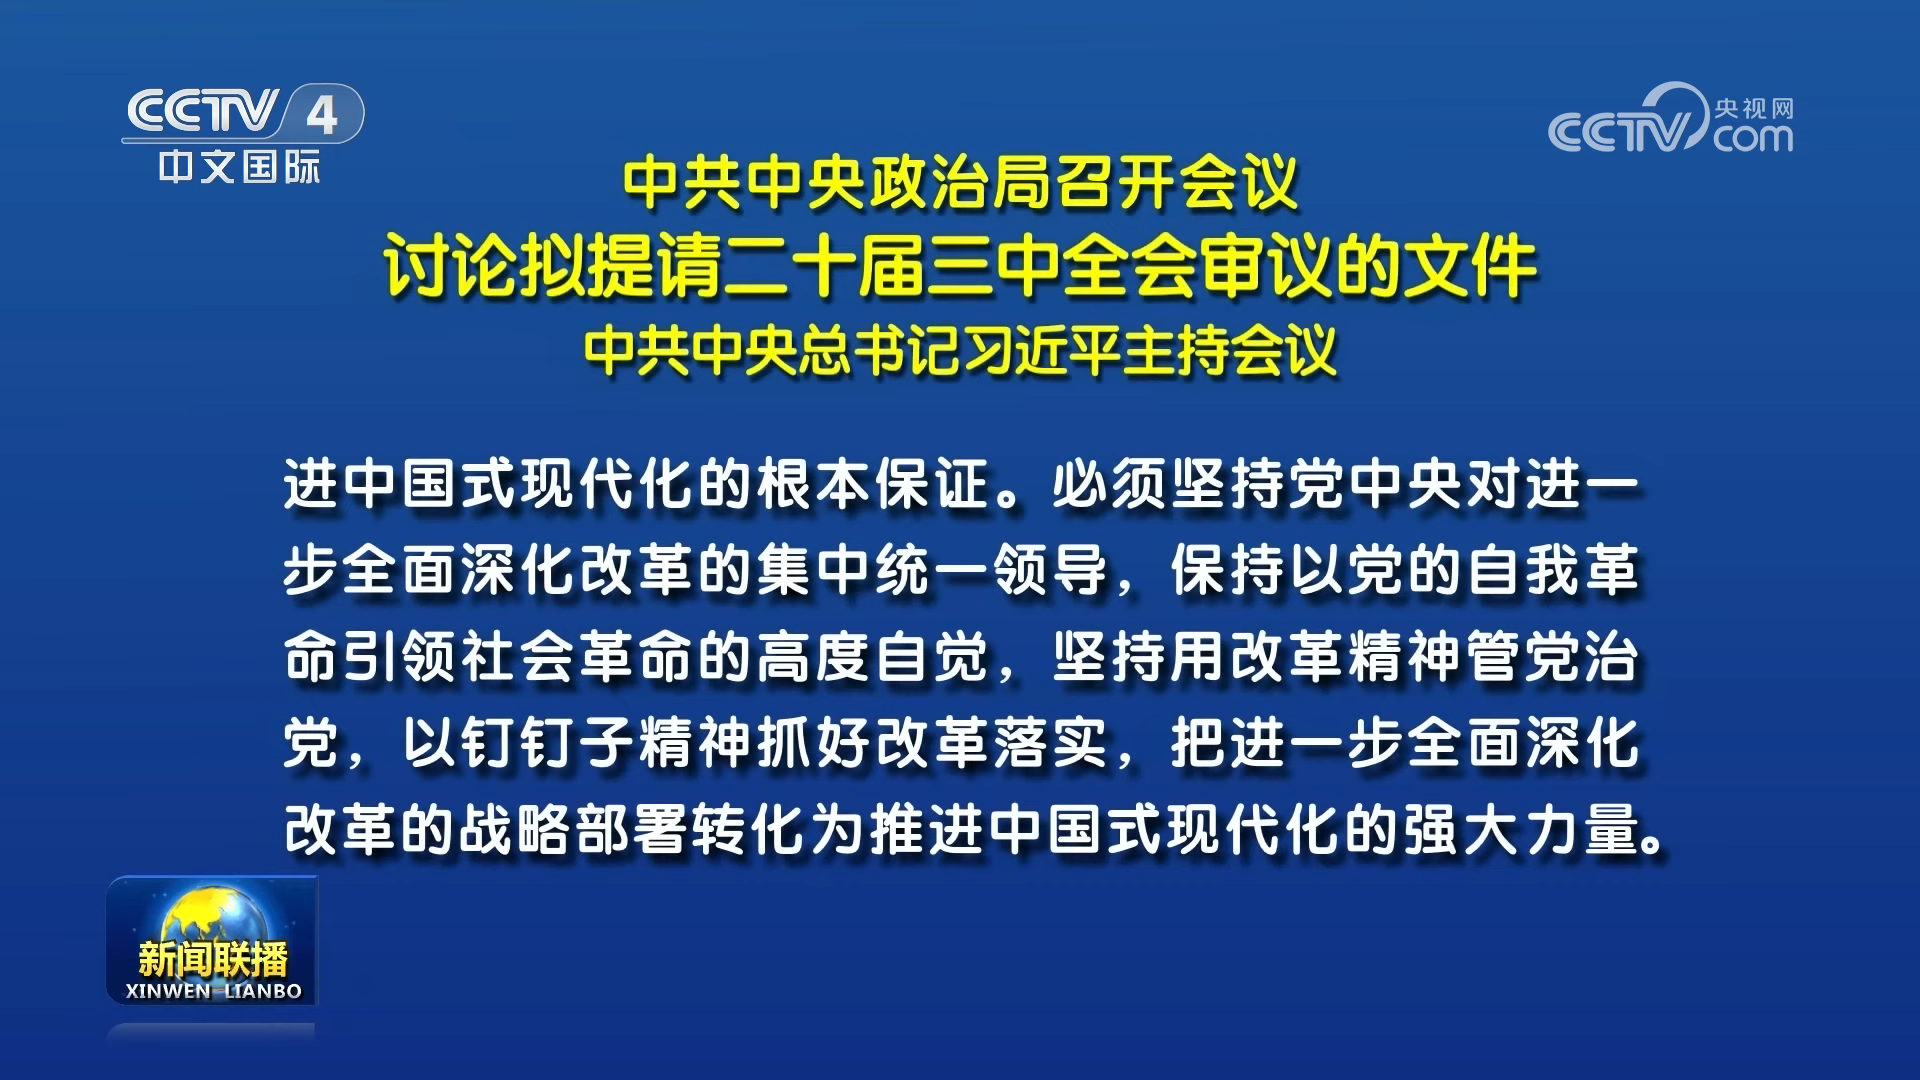 CCTV 4
中文国际
央视网
CCTV.com
中共中央政治局召开会议
讨论拟提请二十届三中全会审议的文件
中共中央总书记习近平主持会议
进中国式现代化的根本保证。必须坚持党中央对进一
步全面深化改革的集中统一领导，保持以党的自我革
命引领社会革命的高度自觉，坚持用改革精神管党治
党，以钉钉子精神抓好改革落实，把进一步全面深化
改革的战略部署转化为推进中国式现代化的强大力量。
新闻联播
XINWEN LIANBO